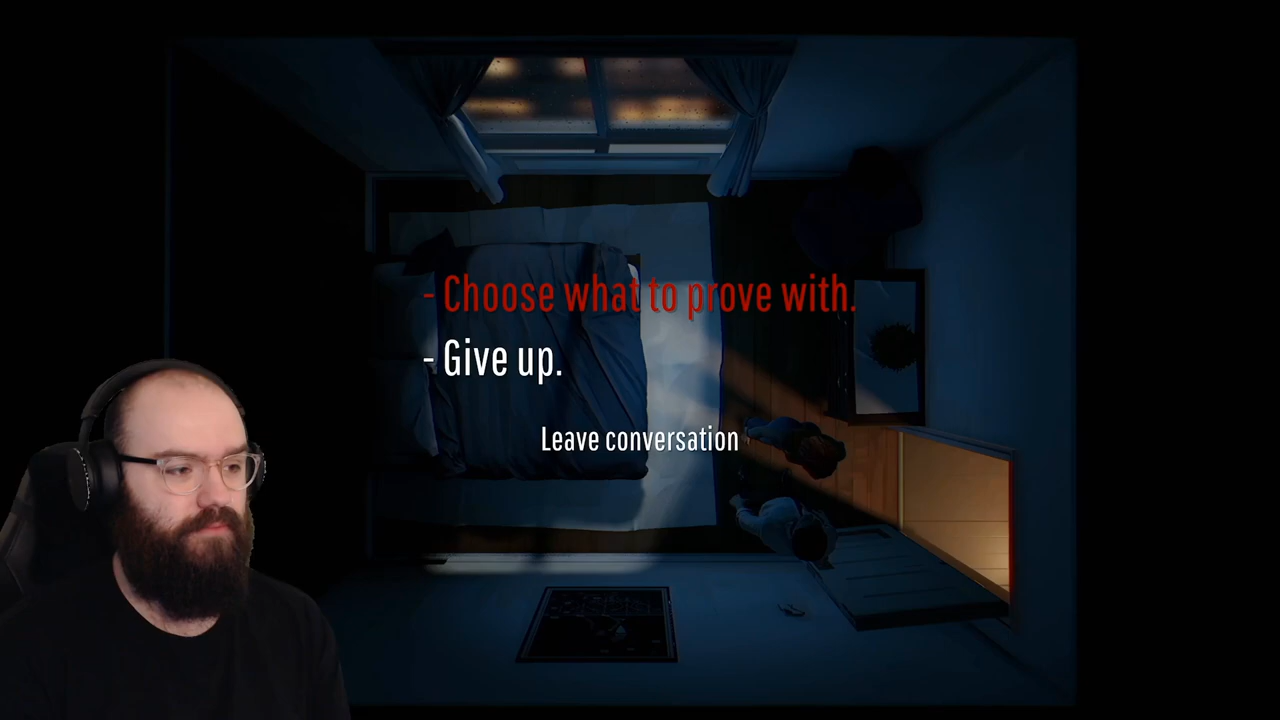 - Choose what to prove with.
- Give up.
Leave conversation